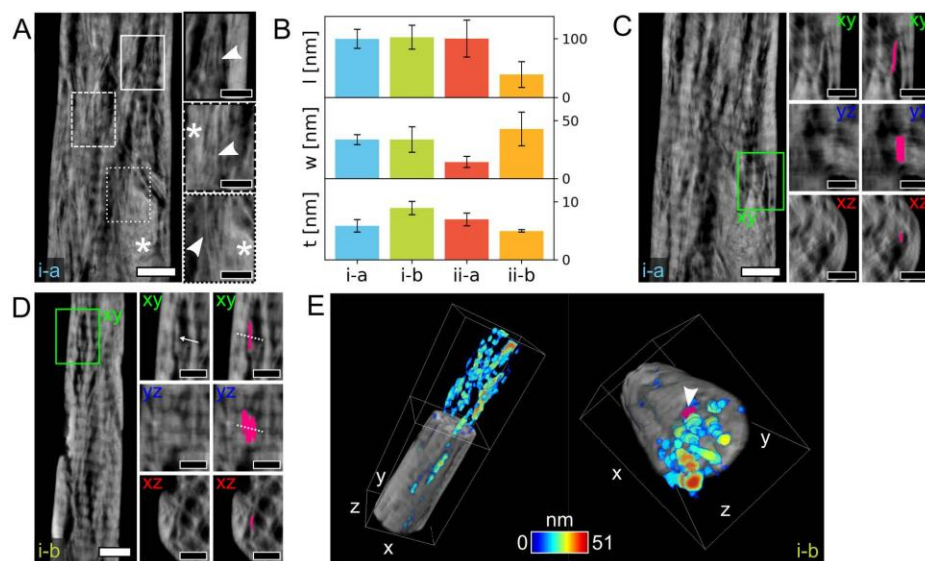 A
*
*
*
i-a
B
l [nm]
100
0
w [nm]
50
0
t [nm]
10
0
i-a i-b ii-a ii-b
C
xy
i-a
xy xy
yz yz
xz xz
D
xy
i-b
xy xy
yz yz
xz xz
E
y
z
x
nm
0 51
x
y
z
i-b